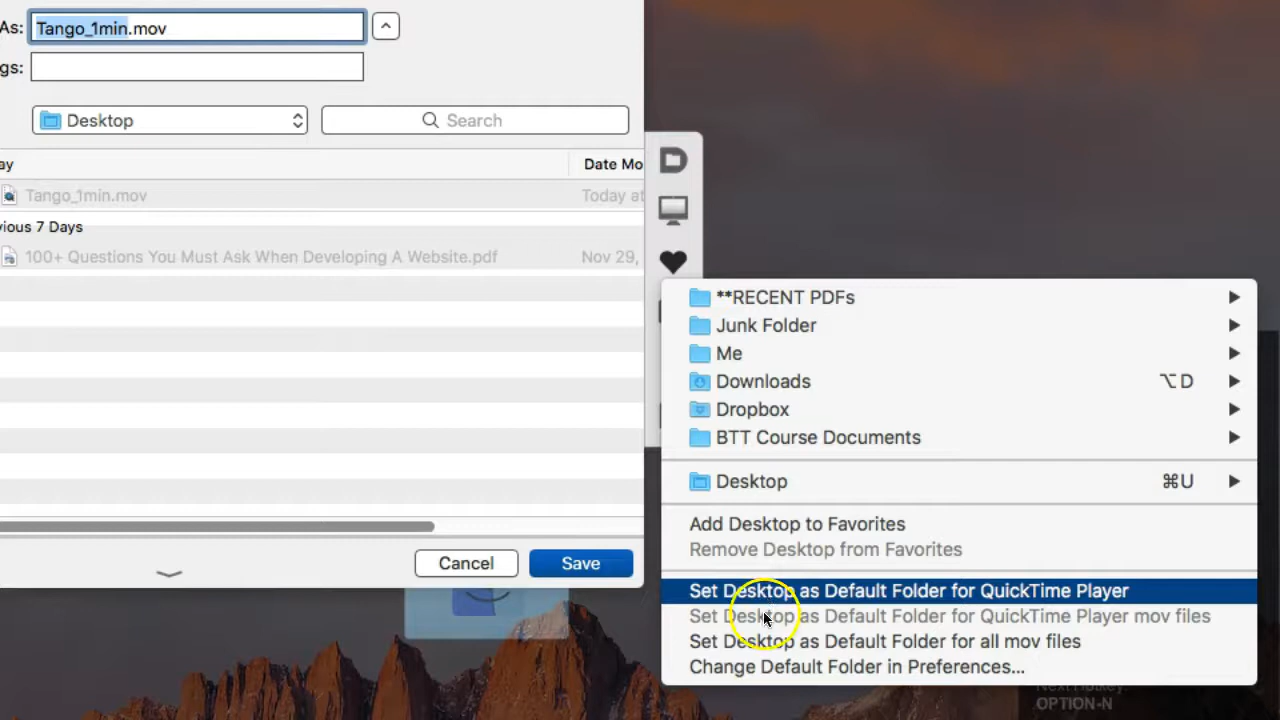 As: Tango_1min.mov
gs:
Desktop
Search
ay Date Mo
Tango_1min.mov Today at
vious 7 Days
100+ Questions You Must Ask When Developing A Website.pdf Nov 29,
Cancel Save
**RECENT PDFs
Junk Folder
Me
Downloads ⌥D
Dropbox
BTT Course Documents
Desktop ⌘U
Add Desktop to Favorites
Remove Desktop from Favorites
Set Desktop as Default Folder for QuickTime Player
Set Desktop as Default Folder for QuickTime Player mov files
Set Desktop as Default Folder for all mov files
Change Default Folder in Preferences...
Next Hotkey:
OPTION-N